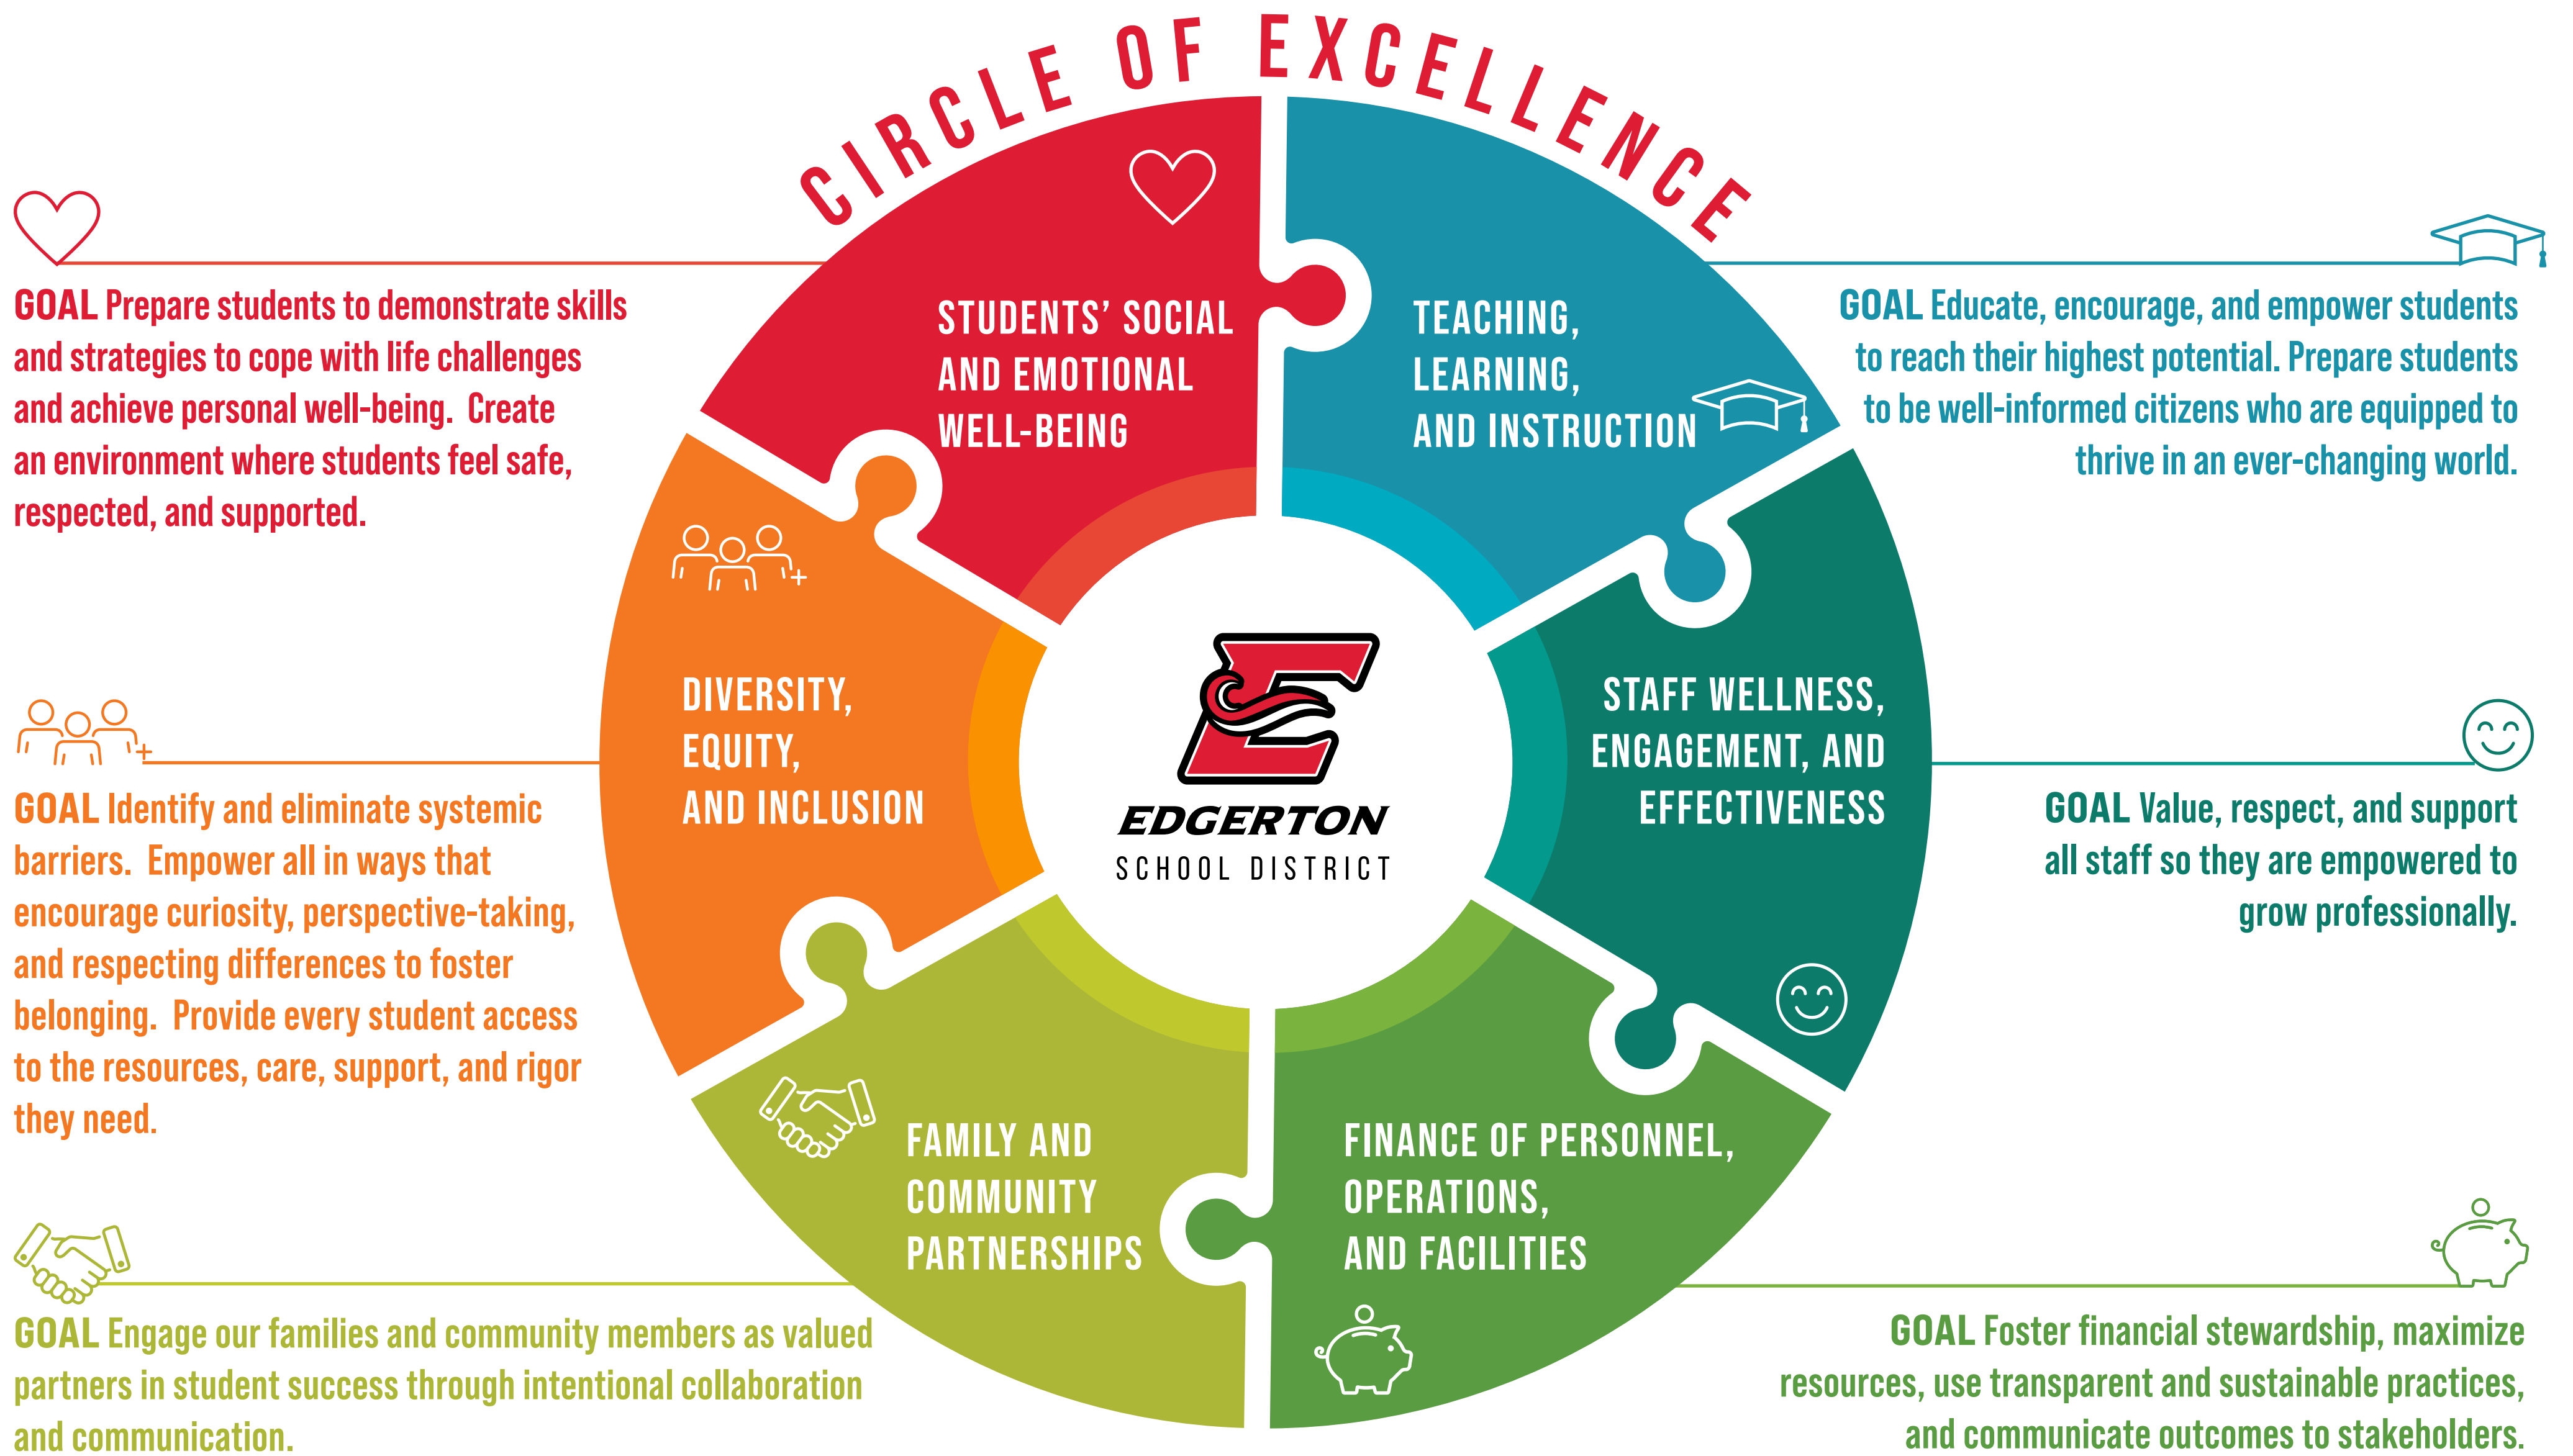 CIRCLE OF EXCELLENCE
GOAL Prepare students to demonstrate skills
and strategies to cope with life challenges
and achieve personal well-being. Create
an environment where students feel safe,
respected, and supported.
STUDENTS’ SOCIAL
AND EMOTIONAL
WELL-BEING
TEACHING,
LEARNING,
AND INSTRUCTION
GOAL Educate, encourage, and empower students
to reach their highest potential. Prepare students
to be well-informed citizens who are equipped to
thrive in an ever-changing world.
DIVERSITY,
EQUITY,
AND INCLUSION
GOAL Identify and eliminate systemic
barriers. Empower all in ways that
encourage curiosity, perspective-taking,
and respecting differences to foster
belonging. Provide every student access
to the resources, care, support, and rigor
they need.
E
EDGERTON
SCHOOL DISTRICT
STAFF WELLNESS,
ENGAGEMENT, AND
EFFECTIVENESS
GOAL Value, respect, and support
all staff so they are empowered to
grow professionally.
FAMILY AND
COMMUNITY
PARTNERSHIPS
GOAL Engage our families and community members as valued
partners in student success through intentional collaboration
and communication.
FINANCE OF PERSONNEL,
OPERATIONS,
AND FACILITIES
GOAL Foster financial stewardship, maximize
resources, use transparent and sustainable practices,
and communicate outcomes to stakeholders.